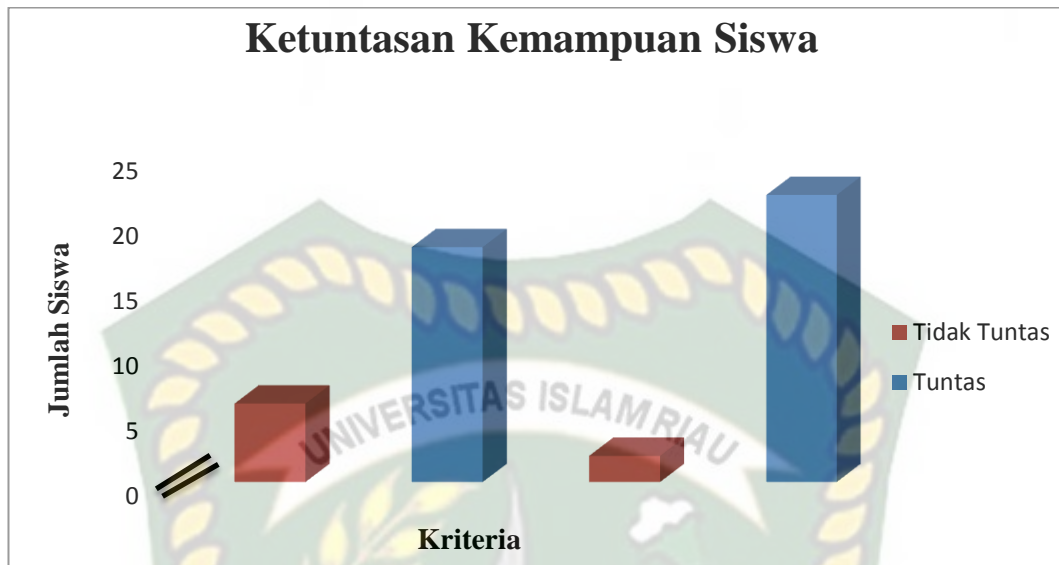 Ketuntasan Kemampuan Siswa
25
20
15
10
5
0
Jumlah Siswa
Kriteria
Tidak Tuntas
Tuntas
UNIVERSITAS ISLAM RIAU